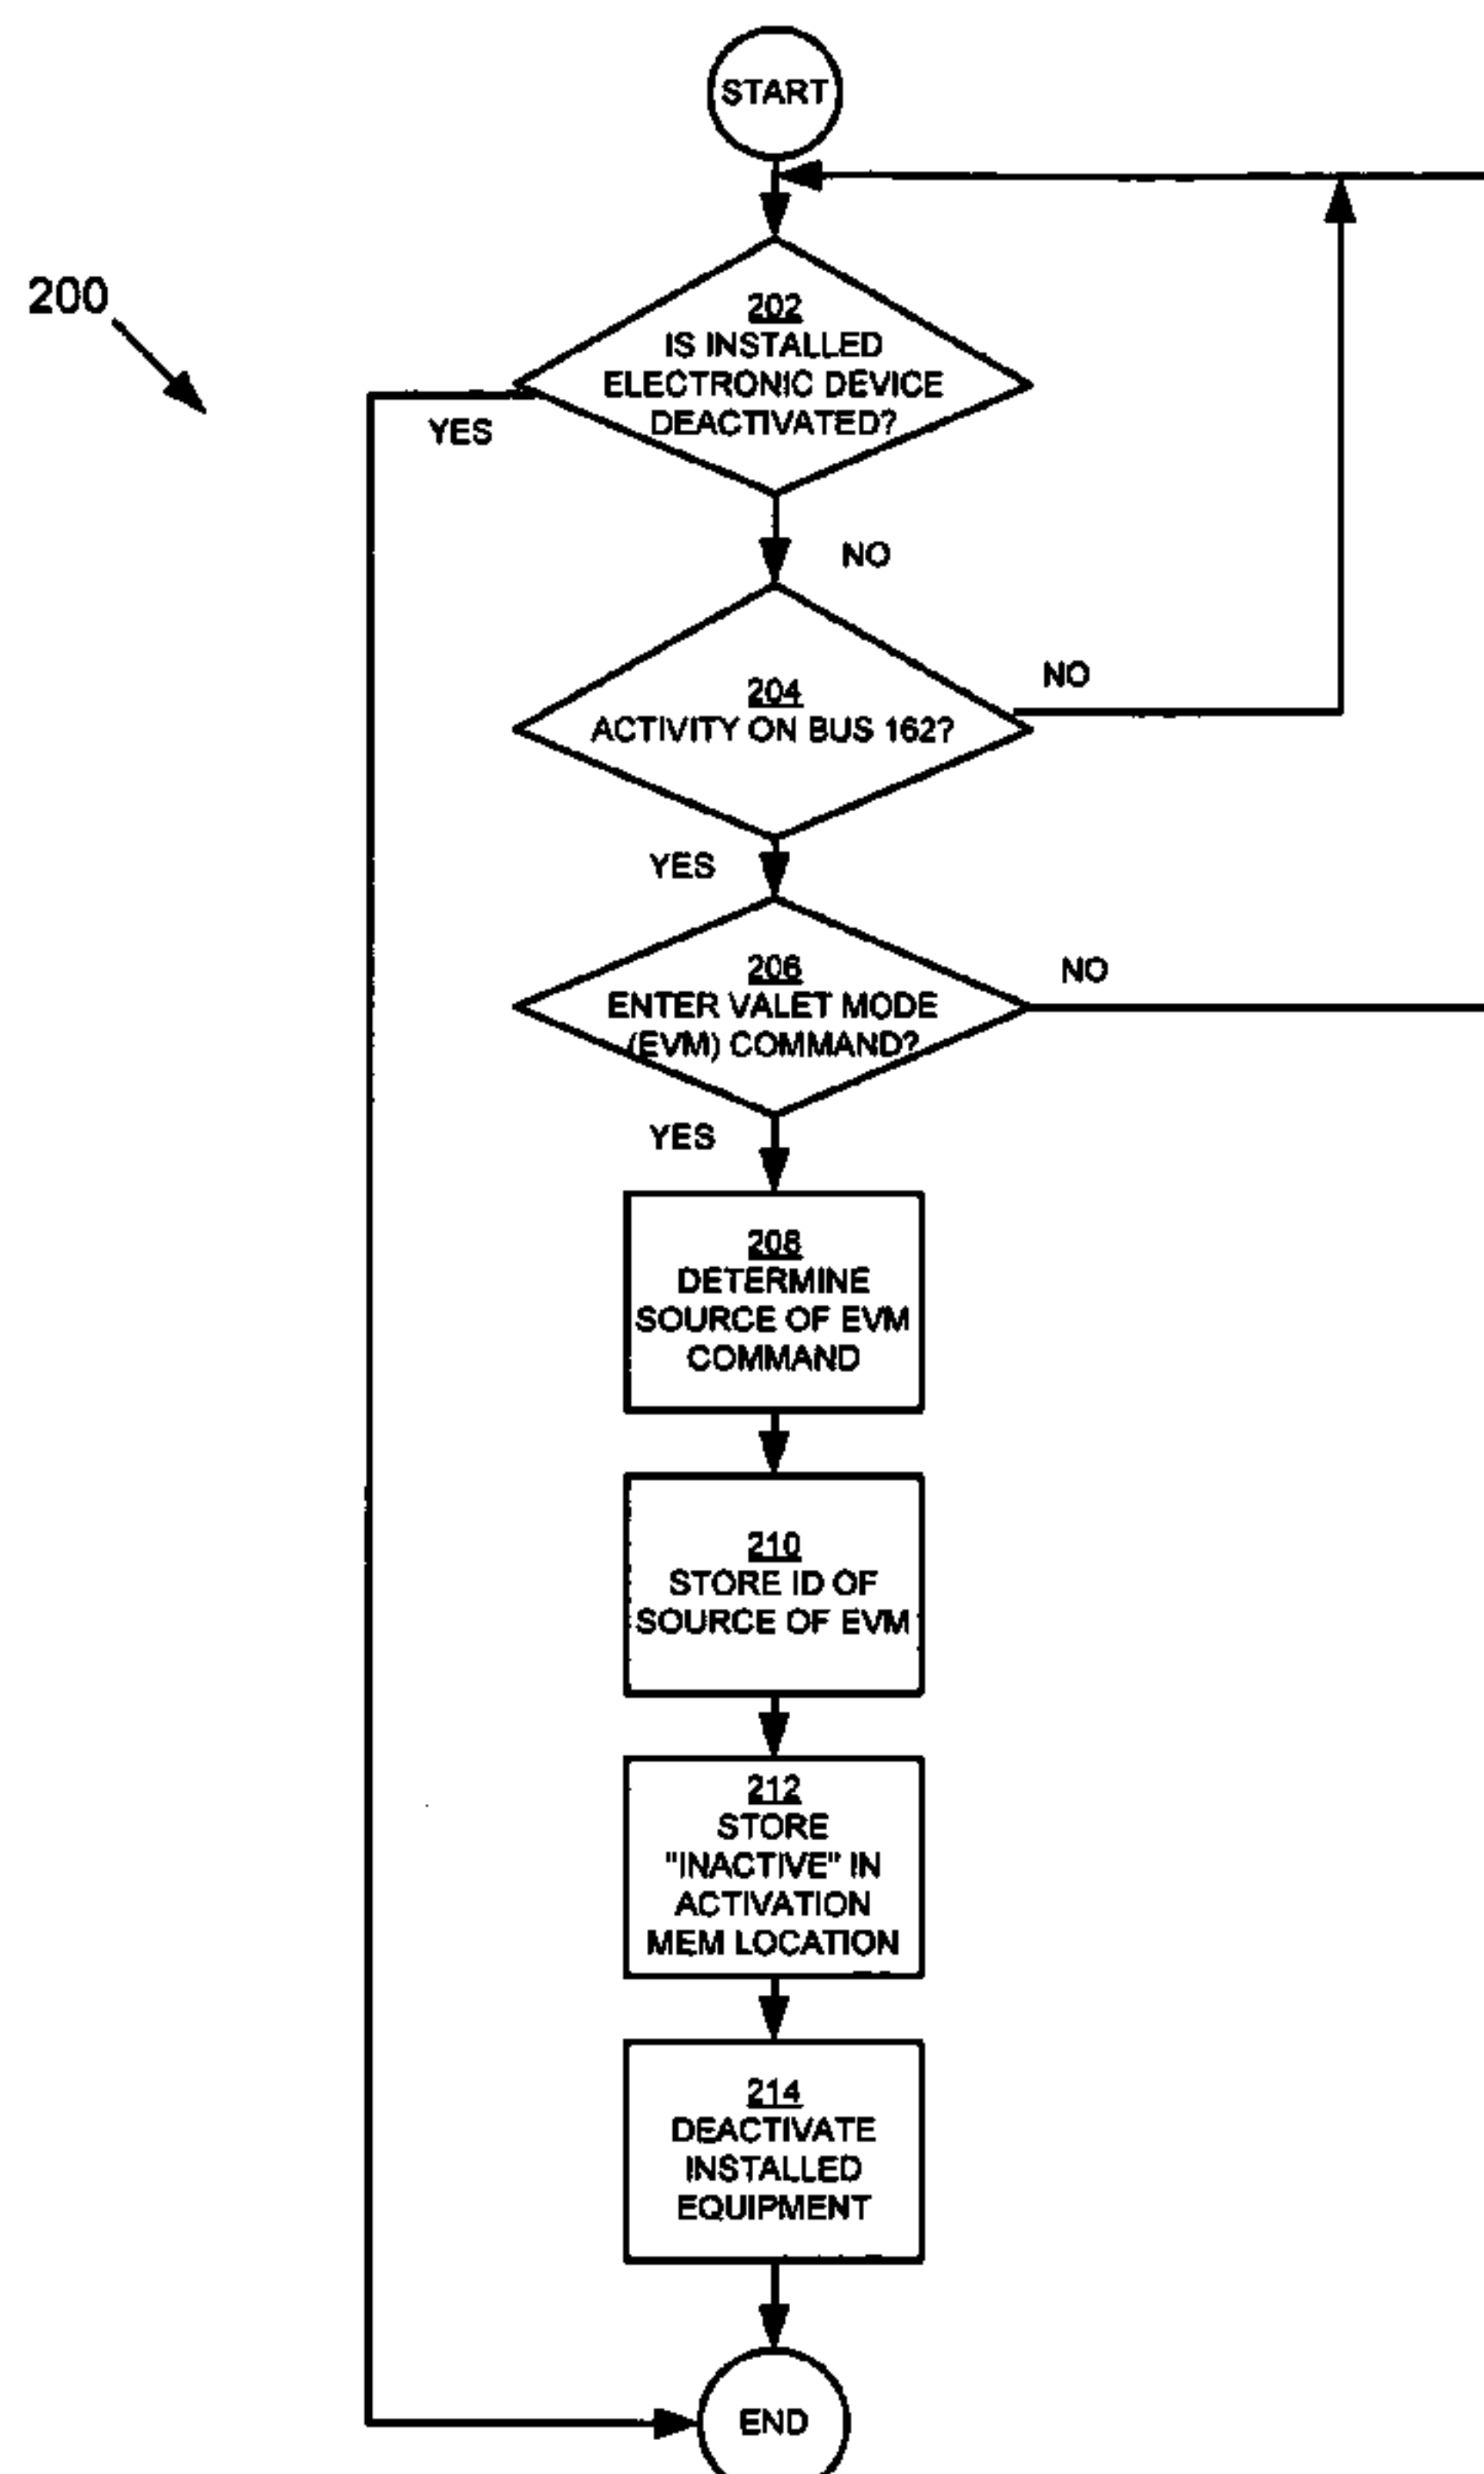 START
200
202
IS INSTALLED
ELECTRONIC DEVICE
DEACTIVATED?
YES
NO
204
ACTIVITY ON BUS 162?
NO
YES
206
ENTER VALET MODE
(EVM) COMMAND?
NO
YES
208
DETERMINE
SOURCE OF EVM
COMMAND
210
STORE ID OF
SOURCE OF EVM
212
STORE
"INACTIVE" IN
ACTIVATION
MEM LOCATION
214
DEACTIVATE
INSTALLED
EQUIPMENT
END